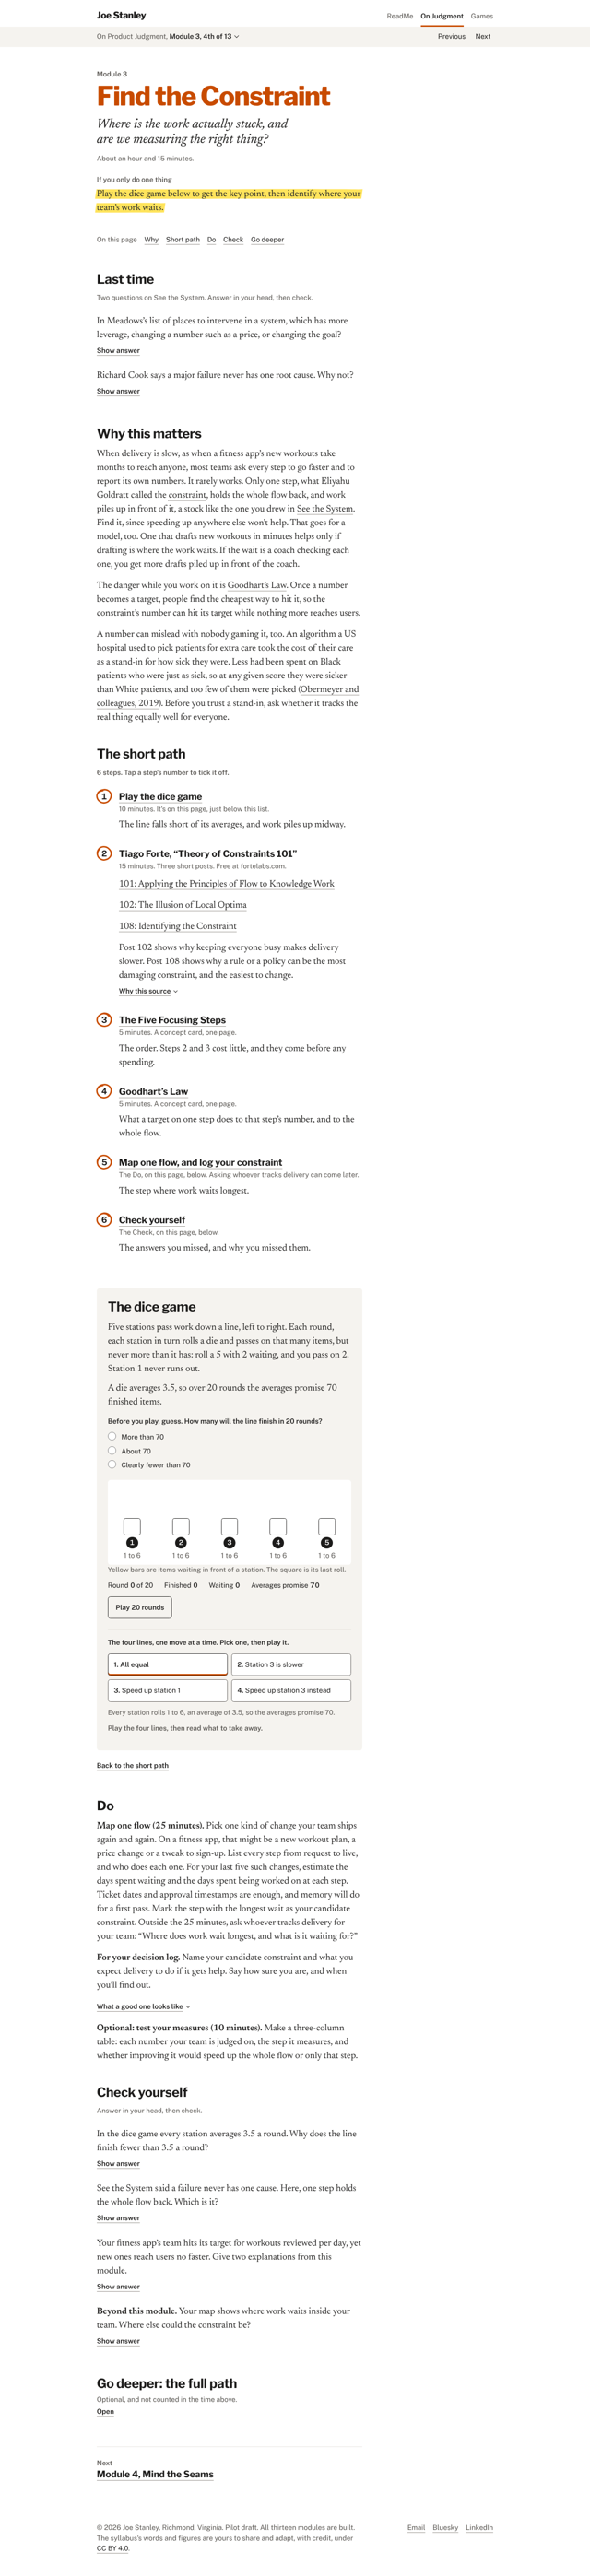 Joe Stanley
ReadMe On Judgment Games
On Product Judgment, Module 3, 4th of 13
Previous Next
Module 3
Find the Constraint
Where is the work actually stuck, and
are we measuring the right thing?
About an hour and 15 minutes.
If you only do one thing
Play the dice game below to get the key point, then identify where your
team's work waits.
On this page Why Short path Do Check Go deeper
Last time
Two questions on See the System. Answer in your head, then check.
In Meadows's list of places to intervene in a system, which has more
leverage, changing a number such as a price, or changing the goal?
Show answer
Richard Cook says a major failure never has one root cause. Why not?
Show answer
Why this matters
When delivery is slow, as when a fitness app's new workouts take
months to reach anyone, most teams ask every step to go faster and to
report its own numbers. It rarely works. Only one step, what Eliyahu
Goldratt called the constraint, holds the whole flow back, and work
piles up in front of it, a stock like the one you drew in See the System.
Find it, since speeding up anywhere else won't help. That goes for a
model, too. One that drafts new workouts in minutes helps only if
drafting is where the work waits. If the wait is a coach checking each
one, you get more drafts piled up in front of the coach.
The danger while you work on it is Goodhart's Law. Once a number
becomes a target, people find the cheapest way to hit it, so the
constraint's number can hit its target while nothing more reaches users.
A number can mislead with nobody gaming it, too. An algorithm a US
hospital used to pick patients for extra care took the cost of their care
as a stand-in for how sick they were. Less had been spent on Black
patients who were just as sick, so at any given score they were sicker
than White patients, and too few of them were picked (Obermeyer and
colleagues, 2019). Before you trust a stand-in, ask whether it tracks the
real thing equally well for everyone.
The short path
6 steps. Tap a step's number to tick it off.
1 Play the dice game
10 minutes. It's on this page, just below this list.
The line falls short of its averages, and work piles up midway.
2 Tiago Forte, “Theory of Constraints 101”
15 minutes. Three short posts. Free at fortelabs.com.
101: Applying the Principles of Flow to Knowledge Work
102: The Illusion of Local Optima
108: Identifying the Constraint
Post 102 shows why keeping everyone busy makes delivery
slower. Post 108 shows why a rule or a policy can be the most
damaging constraint, and the easiest to change.
Why this source
3 The Five Focusing Steps
5 minutes. A concept card, one page.
The order. Steps 2 and 3 cost little, and they come before any
spending.
4 Goodhart's Law
5 minutes. A concept card, one page.
What a target on one step does to that step's number, and to the
whole flow.
5 Map one flow, and log your constraint
The Do, on this page, below. Asking whoever tracks delivery can come later.
The step where work waits longest.
6 Check yourself
The Check, on this page, below.
The answers you missed, and why you missed them.
The dice game
Five stations pass work down a line, left to right. Each round,
each station in turn rolls a die and passes on that many items, but
never more than it has: roll a 5 with 2 waiting, and you pass on 2.
Station 1 never runs out.
A die averages 3.5, so over 20 rounds the averages promise 70
finished items.
Before you play, guess. How many will the line finish in 20 rounds?
More than 70
About 70
Clearly fewer than 70
1 2 3 4 5
1 to 6 1 to 6 1 to 6 1 to 6 1 to 6
Yellow bars are items waiting in front of a station. The square is its last roll.
Round 0 of 20 Finished 0 Waiting 0 Averages promise 70
Play 20 rounds
The four lines, one move at a time. Pick one, then play it.
1. All equal
2. Station 3 is slower
3. Speed up station 1
4. Speed up station 3 instead
Every station rolls 1 to 6, an average of 3.5, so the averages promise 70.
Play the four lines, then read what to take away.
Back to the short path
Do
Map one flow (25 minutes). Pick one kind of change your team ships
again and again. On a fitness app, that might be a new workout plan, a
price change or a tweak to sign-up. List every step from request to live,
and who does each one. For your last five such changes, estimate the
days spent waiting and the days spent being worked on at each step.
Ticket dates and approval timestamps are enough, and memory will do
for a first pass. Mark the step with the longest wait as your candidate
constraint. Outside the 25 minutes, ask whoever tracks delivery for
your team: “Where does work wait longest, and what is it waiting for?”
For your decision log. Name your candidate constraint and what you
expect delivery to do if it gets help. Say how sure you are, and when
you'll find out.
What a good one looks like
Optional: test your measures (10 minutes). Make a three-column
table: each number your team is judged on, the step it measures, and
whether improving it would speed up the whole flow or only that step.
Check yourself
Answer in your head, then check.
In the dice game every station averages 3.5 a round. Why does the line
finish fewer than 3.5 a round?
Show answer
See the System said a failure never has one cause. Here, one step holds
the whole flow back. Which is it?
Show answer
Your fitness app's team hits its target for workouts reviewed per day, yet
new ones reach users no faster. Give two explanations from this
module.
Show answer
Beyond this module. Your map shows where work waits inside your
team. Where else could the constraint be?
Show answer
Go deeper: the full path
Optional, and not counted in the time above.
Open
Next
Module 4, Mind the Seams
© 2026 Joe Stanley, Richmond, Virginia. Pilot draft. All thirteen modules are built.
The syllabus's words and figures are yours to share and adapt, with credit, under
CC BY 4.0.
Email Bluesky LinkedIn